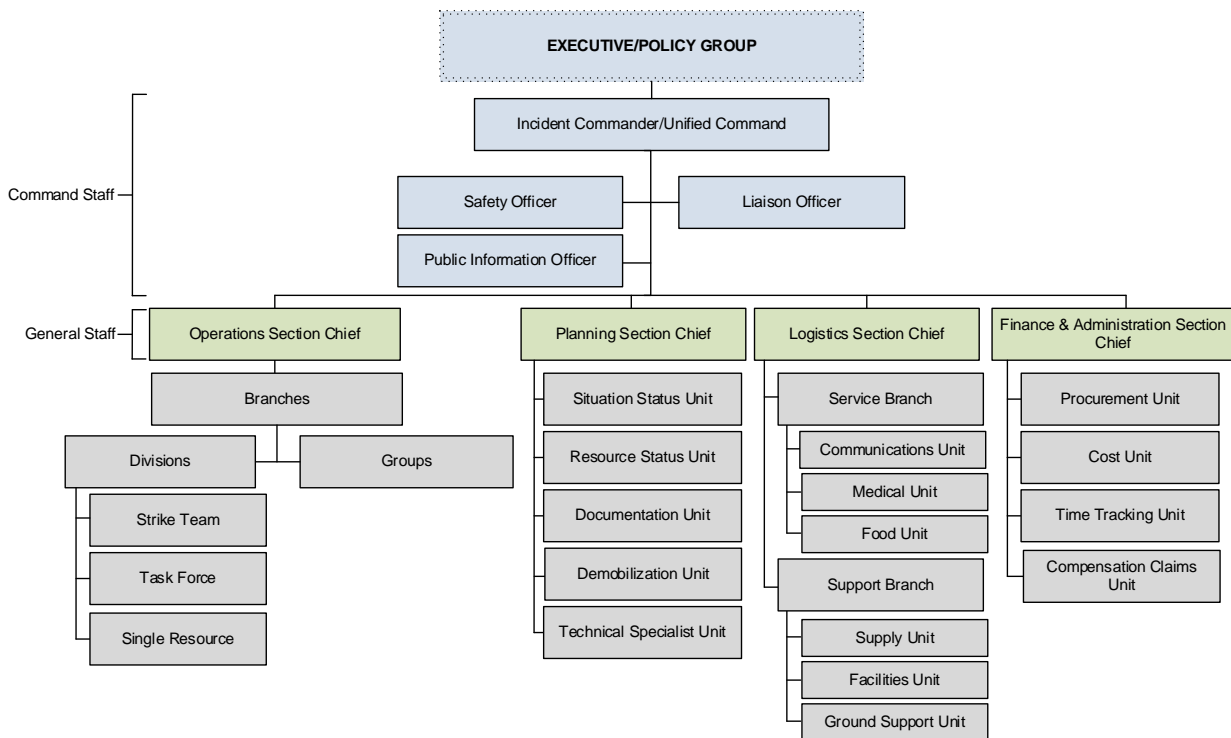 EXECUTIVE/POLICY GROUP
Incident Commander/Unified Command
Command Staff
Safety Officer
Liaison Officer
Public Information Officer
General Staff
Operations Section Chief
Planning Section Chief
Logistics Section Chief
Finance & Administration Section
Chief
Branches
Divisions
Groups
Strike Team
Task Force
Single Resource
Situation Status Unit
Resource Status Unit
Documentation Unit
Demobilization Unit
Technical Specialist Unit
Service Branch
Communications Unit
Medical Unit
Food Unit
Support Branch
Supply Unit
Facilities Unit
Ground Support Unit
Procurement Unit
Cost Unit
Time Tracking Unit
Compensation Claims
Unit